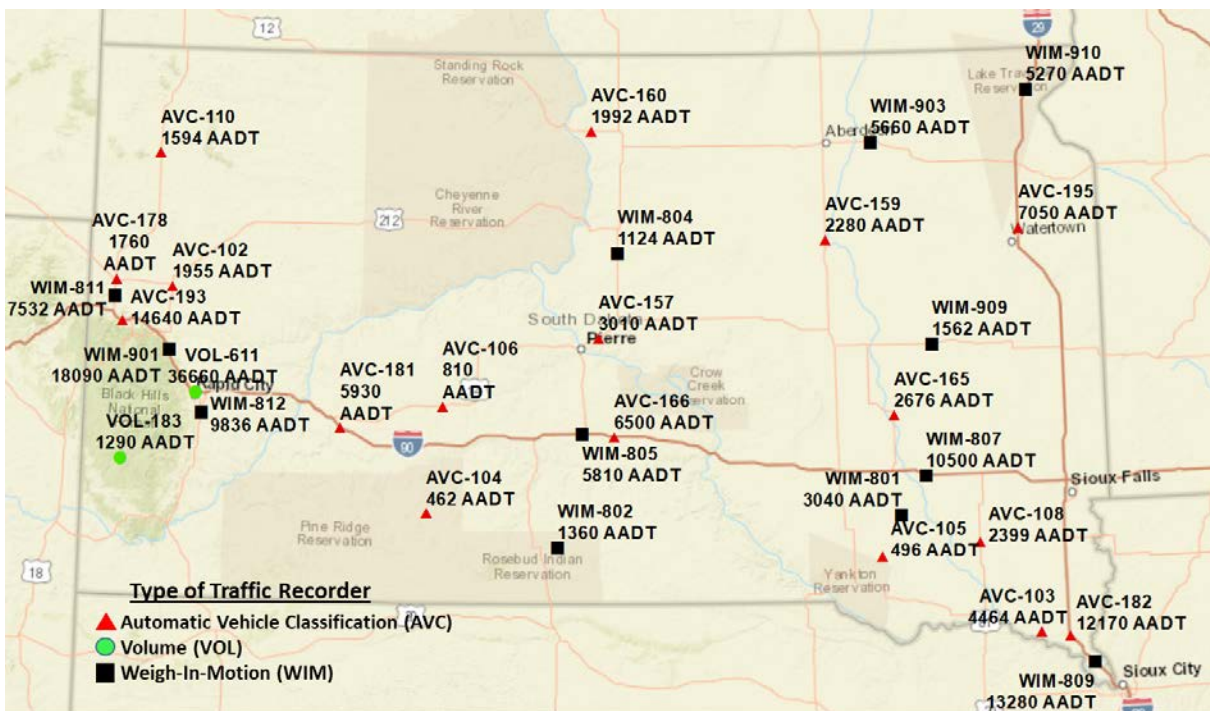 12
29
WIM-910
5270 AADT
Standing Rock
Reservation
Lake Tra
Reservation
AVC-160
1992 AADT
WIM-903
5660 AADT
Aberdeen
AVC-110
1594 AADT
Cheyenne
River
Reservation
212
AVC-195
7050 AADT
Watertown
AVC-159
2280 AADT
AVC-178
1760
AADT
WIM-804
1124 AADT
AVC-102
1955 AADT
WIM-811
7532 AADT
AVC-193
14640 AADT
AVC-157
3010 AADT
South Dakota
Pierre
WIM-909
1562 AADT
WIM-901
18090 AADT
VOL-611
36660 AADT
Rapid City
Black Hills
National
AVC-106
810
AADT
AVC-181
5930
AADT
Crow
Creek
Reservation
AVC-165
2676 AADT
WIM-812
9836 AADT
AVC-166
6500 AADT
VOL-183
1290 AADT
90
WIM-805
5810 AADT
WIM-807
10500 AADT
Sioux Falls
AVC-104
462 AADT
WIM-801
3040 AADT
WIM-802
1360 AADT
AVC-108
2399 AADT
Pine Ridge
Reservation
AVC-105
496 AADT
Rosebud Indian
Reservation
18
Yankton
Reservation
Type of Traffic Recorder
Automatic Vehicle Classification (AVC)
Volume (VOL)
Weigh-In-Motion (WIM)
AVC-103
4464 AADT
AVC-182
12170 AADT
WIM-809
13280 AADT
Sioux City